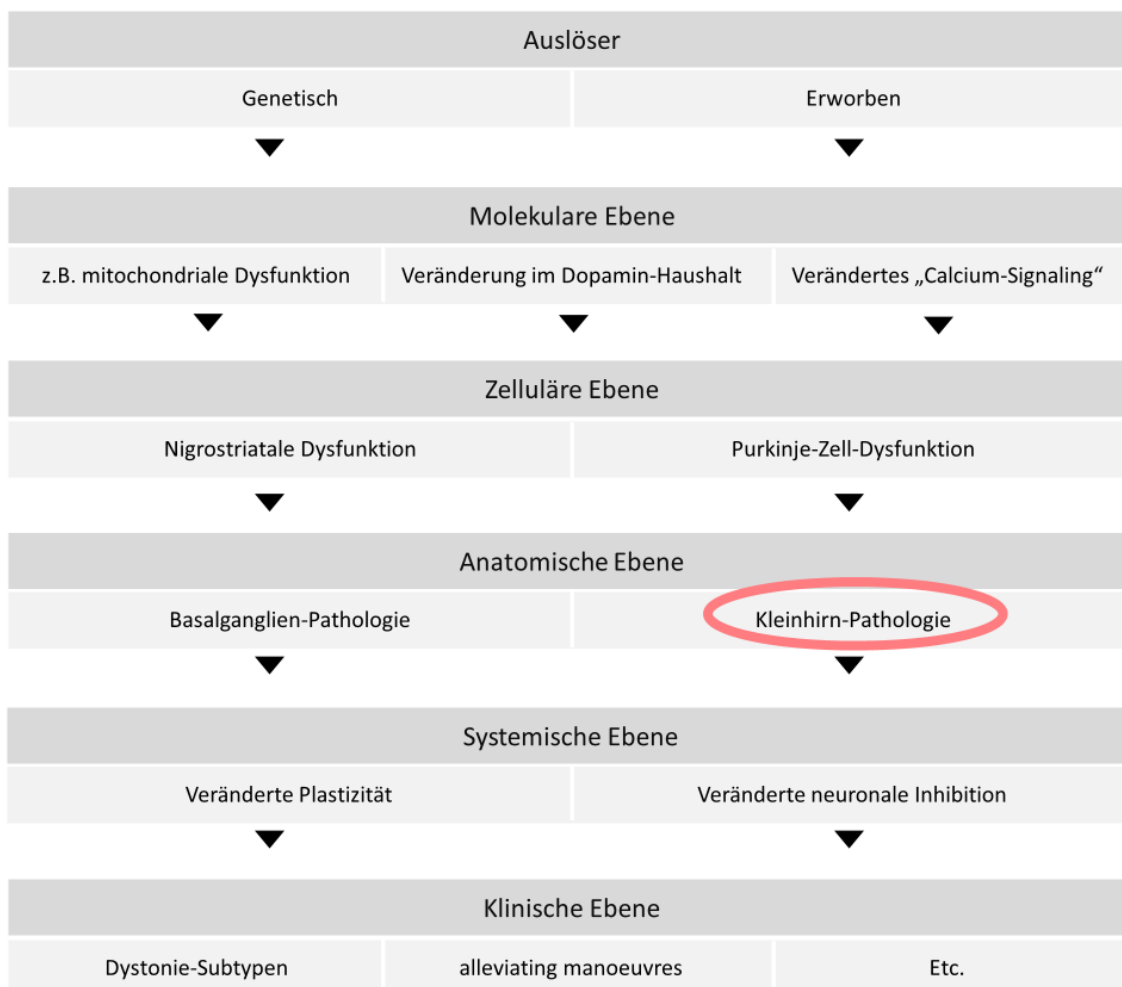 Auslöser
Genetisch
Erworben
Molekulare Ebene
z.B. mitochondriale Dysfunktion
Veränderung im Dopamin-Haushalt
Verändertes „Calcium-Signaling“
Zelluläre Ebene
Nigrostriatale Dysfunktion
Purkinje-Zell-Dysfunktion
Anatomische Ebene
Basalganglien-Pathologie
Kleinhirn-Pathologie
Systemische Ebene
Veränderte Plastizität
Veränderte neuronale Inhibition
Klinische Ebene
Dystonie-Subtypen
alleviating manoeuvres
Etc.